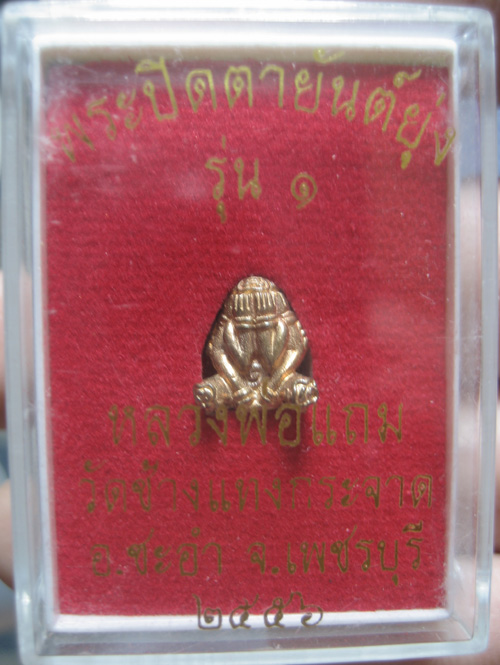 พระปิดตายันต์ยุ่ง
รุ่น ๑
หลวงพ่อแถม
วัดช้างแทงกระจาด
อ.ชะอำ จ.เพชรบุรี
๒๕๕๖